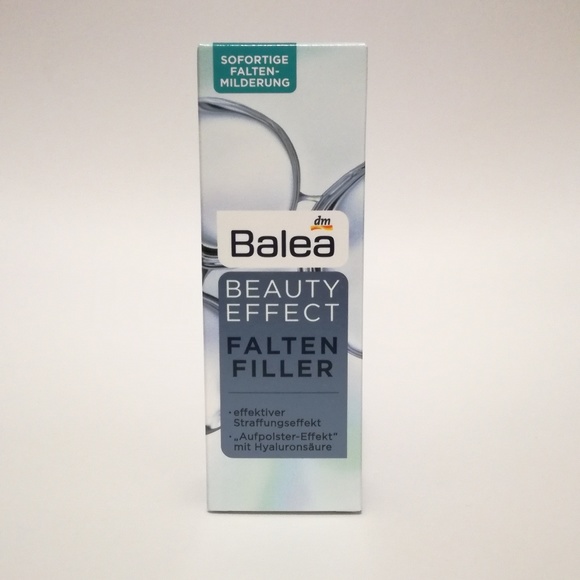 SOFORTIGE
FALTEN-
MILDERUNG
dm
Balea
BEAUTY
EFFECT
FALTEN
FILLER
· effektiver
Straffungseffekt
· „Aufpolster-Effekt"
mit Hyaluronsäure